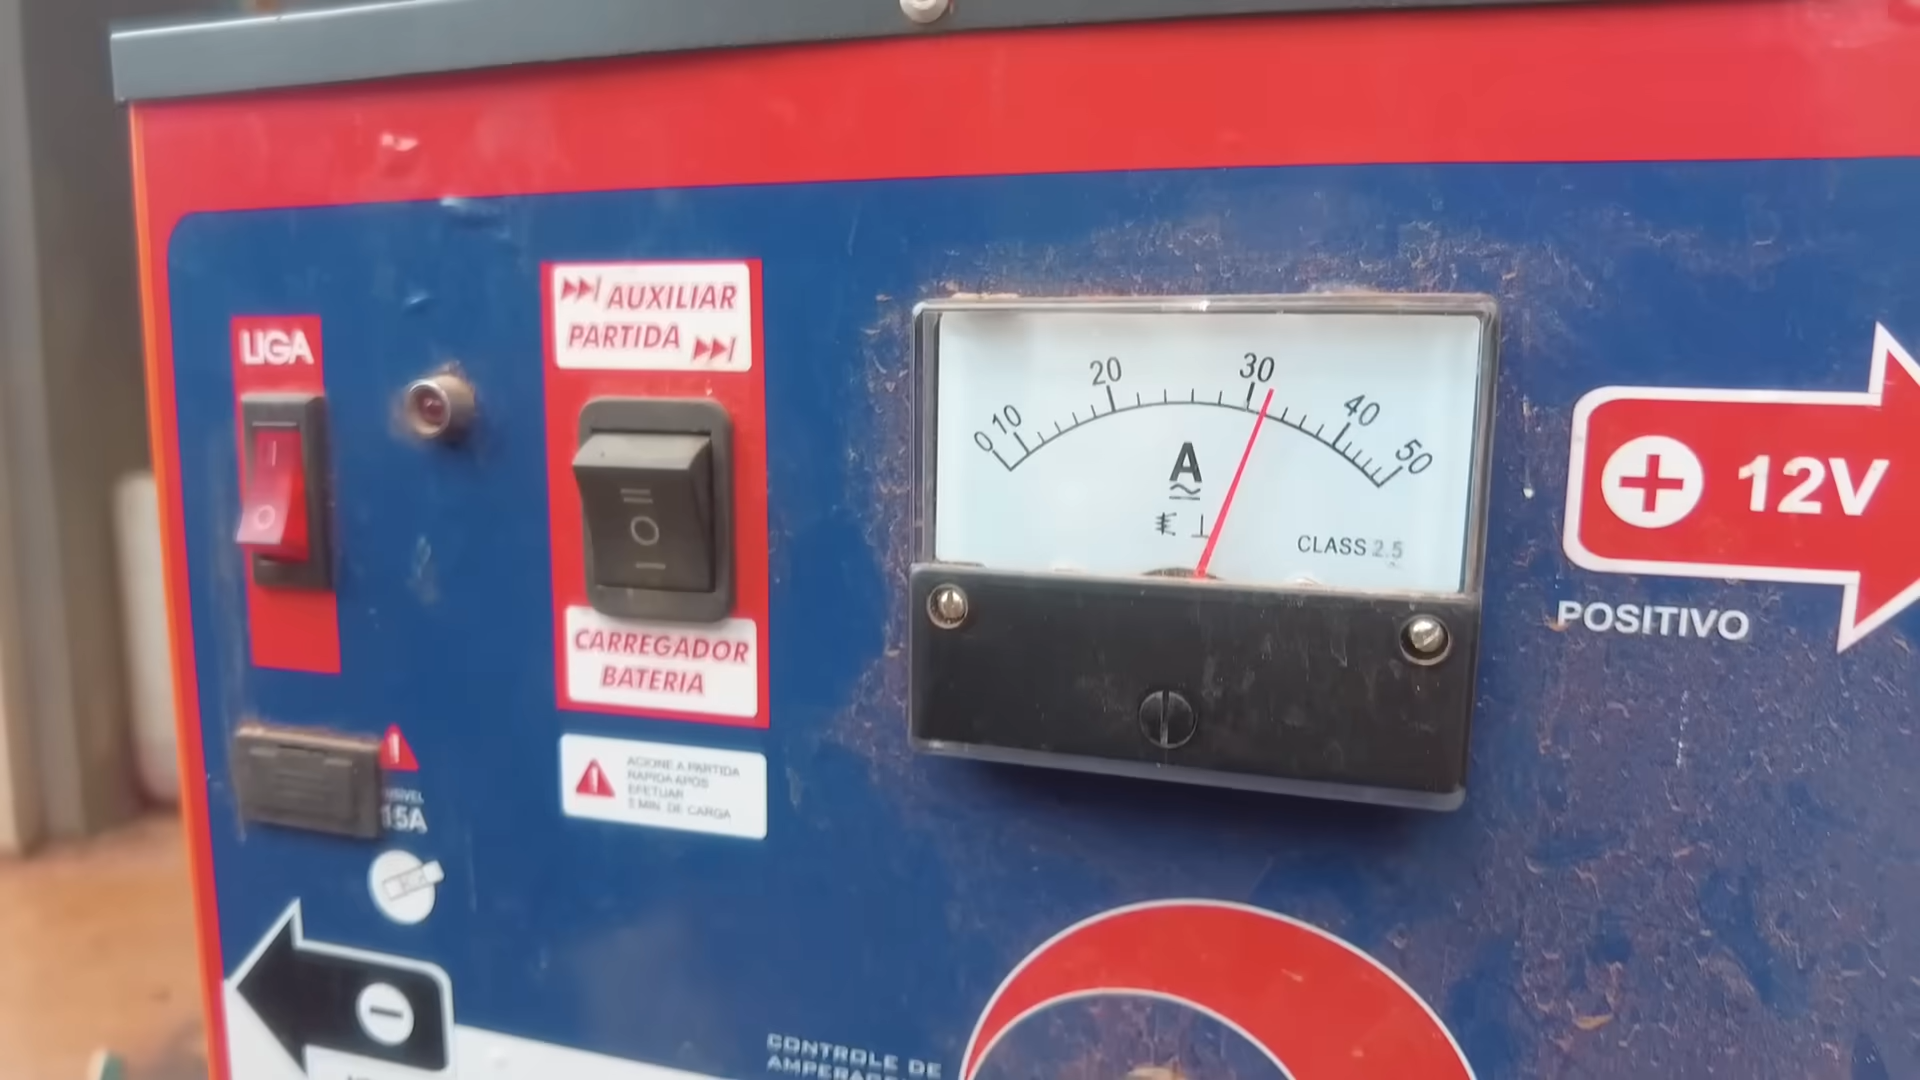 LIGA
AUXILIAR
PARTIDA
CARREGADOR
BATERIA
ACIONE A PARTIDA
RAPIDA APOS
EFETUAR
5 MIN. DE CARGA
15A
0 10 20 30 40 50
A
CLASS 2.5
12V
POSITIVO
CONTROLE DE